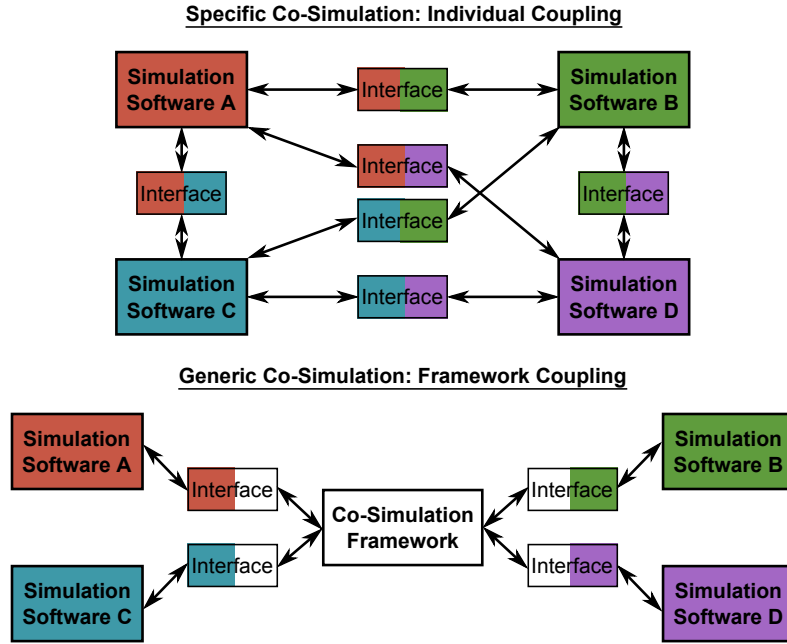 Specific Co-Simulation: Individual Coupling
Simulation
Software A
Interface
Simulation
Software B
Interface
Interface
Interface
Interface
Simulation
Software C
Interface
Simulation
Software D
Generic Co-Simulation: Framework Coupling
Simulation
Software A
Simulation
Software B
Interface
Interface
Co-Simulation
Framework
Interface
Interface
Simulation
Software C
Simulation
Software D